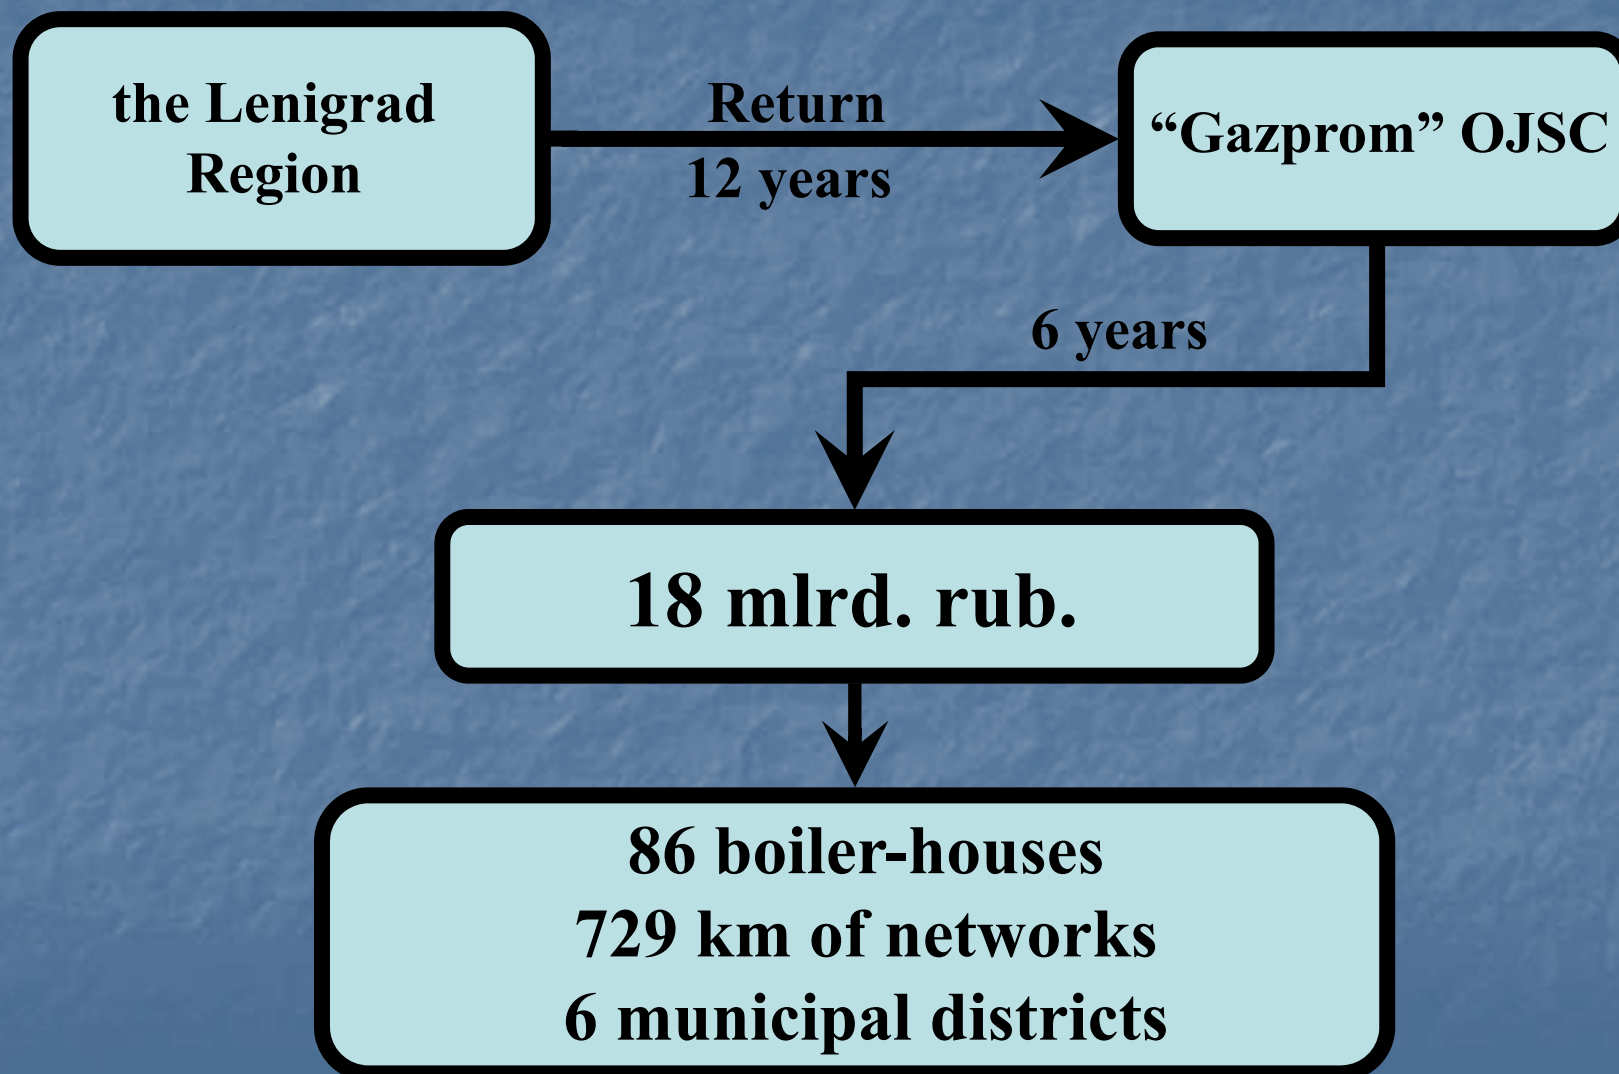 the Lenigrad
Region
Return
12 years
“Gazprom” OJSC
6 years
18 mlrd. rub.
86 boiler-houses
729 km of networks
6 municipal districts